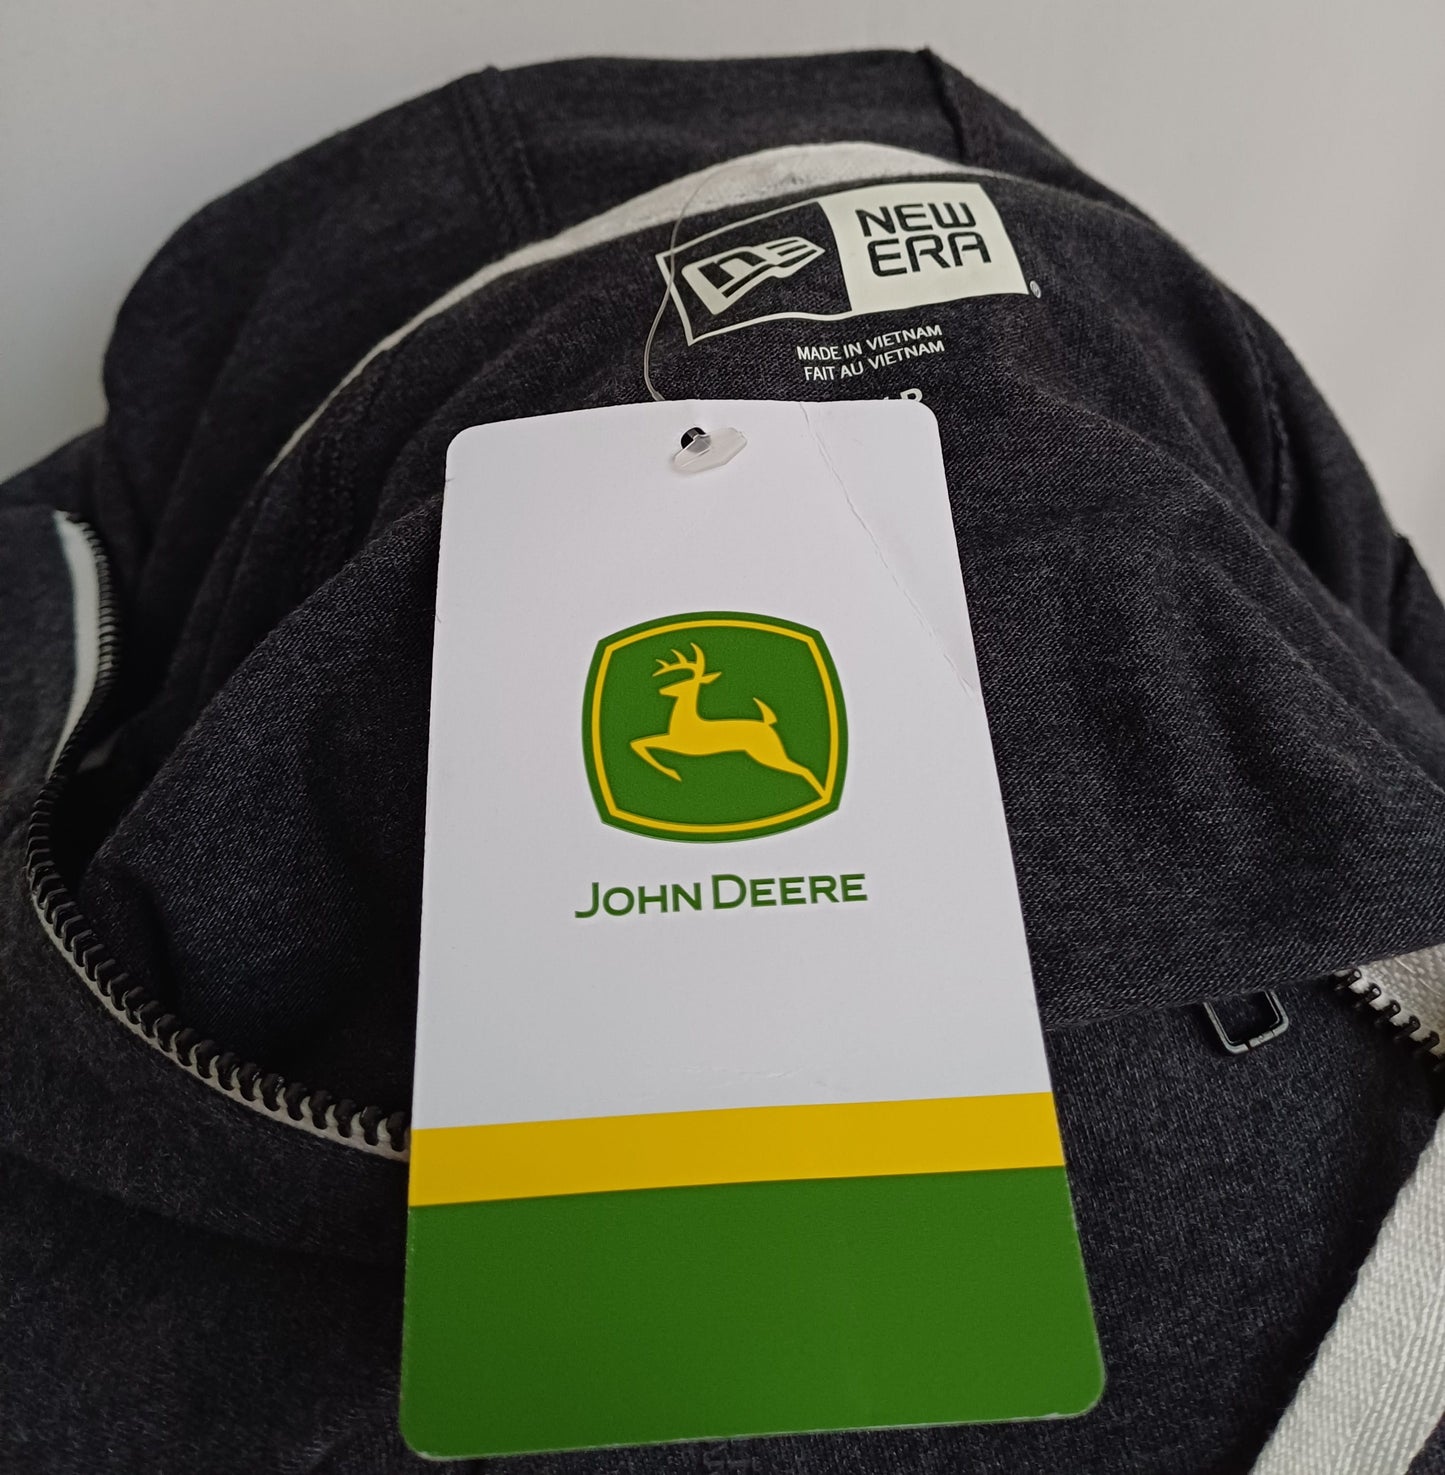 NEW
ERA
MADE IN VIETNAM
FAIT AU VIETNAM
JOHN DEERE